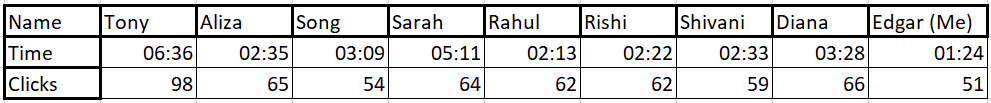 Name Tony Aliza Song Sarah Rahul Rishi Shivani Diana Edgar (Me)
Time 06:36 02:35 03:09 05:11 02:13 02:22 02:33 03:28 01:24
Clicks 98 65 54 64 62 62 59 66 51